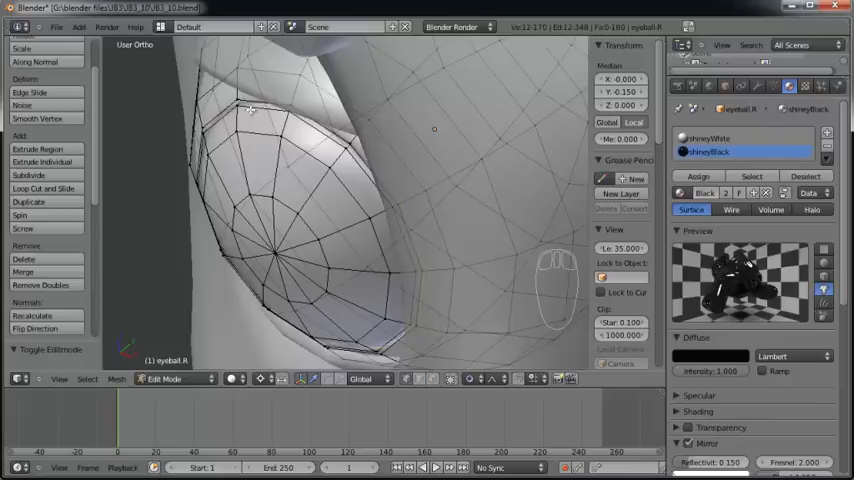 Blender* [G:\blender files\UB3\UB3_10\UB3_10.blend]
File Add Render Window Help Default Scene Blender Render Ve:12-170 | Ed:12-348 | Fa:0-180 | eyeball.R
User Ortho
Scale
Along Normal
Deform:
Edge Slide
Noise
Smooth Vertex
Add:
Extrude Region
Extrude Individual
Subdivide
Loop Cut and Slide
Duplicate
Spin
Screw
Remove:
Delete
Merge
Remove Doubles
Normals:
Recalculate
Flip Direction
Toggle Editmode
(1) eyeball.R
Transform
Median:
X: -0.000
Y: -0.150
Z: 0.000
Global Local
Me: 0.000
Grease Penci
New
New Layer
Delete Convert
View
Le: 35.000
Lock to Object:
Lock to Cur
Clip:
Star: 0.100
1000.000
Local Camera
Camera
View Search All Scenes
eyeball.R shineyBlack
shineyWhite
shineyBlack
Assign Select Deselect
Black 2 F Data
Surface Wire Volume Halo
Preview
Diffuse
Lambert
Intensity: 1.000 Ramp
Specular
Shading
Transparency
Mirror
Reflectivit: 0.150 Fresnel: 2.000
View Select Mesh Edit Mode Global
-40 -20 0 20 40 60 80 100 120 140 160 180 200 220 240 260
View Frame Playback Start: 1 End: 250 1 No Sync